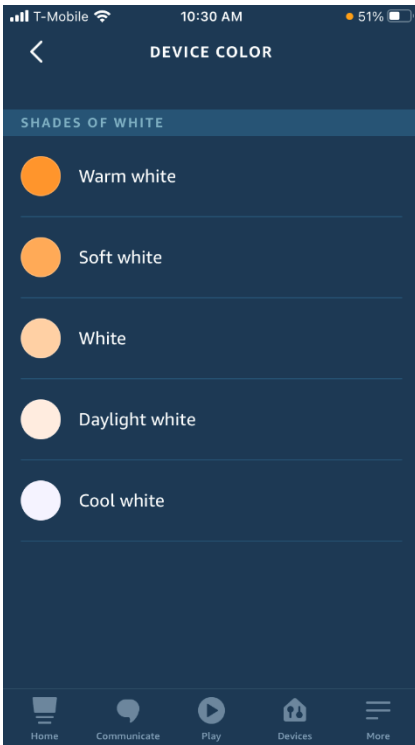 T-Mobile 10:30 AM 51%
DEVICE COLOR
SHADES OF WHITE
Warm white
Soft white
White
Daylight white
Cool white
Home Communicate Play Devices More